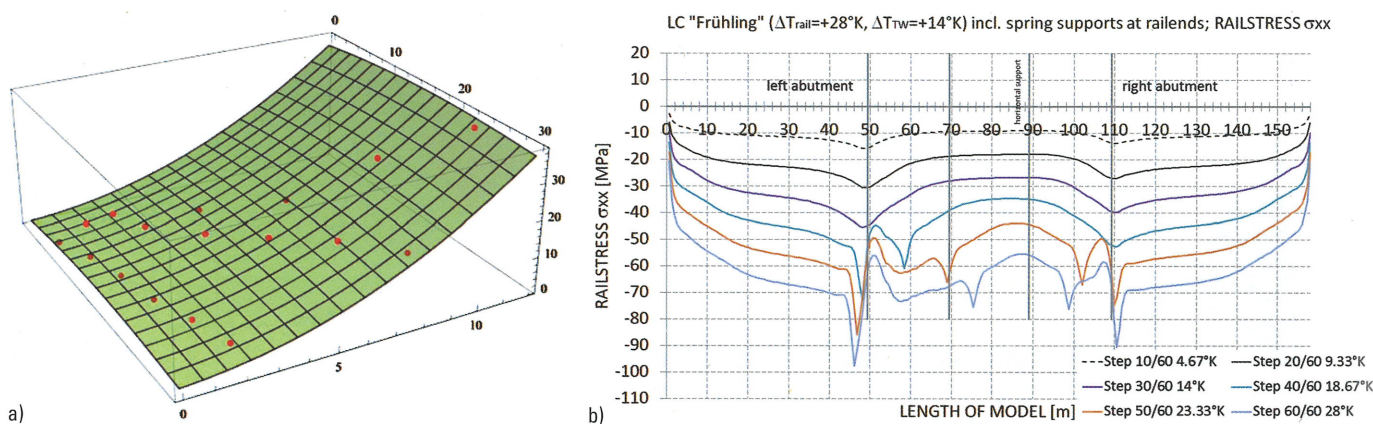 0
10
20
30
30
20
10
0
10
5
0
a)
LC "Frühling" (ΔTrail=+28°K, ΔTTW=+14°K) incl. spring supports at railends; RAILSTRESS σxx
20
10
0
-10
-20
-30
-40
-50
-60
-70
-80
-90
-100
-110
RAILSTRESS σxx [MPa]
left abutment
horizontal support
right abutment
0 10 20 30 40 50 60 70 80 90 100 110 120 130 140 150
Step 10/60 4.67°K
Step 20/60 9.33°K
Step 30/60 14°K
Step 40/60 18.67°K
Step 50/60 23.33°K
Step 60/60 28°K
LENGTH OF MODEL [m]
b)